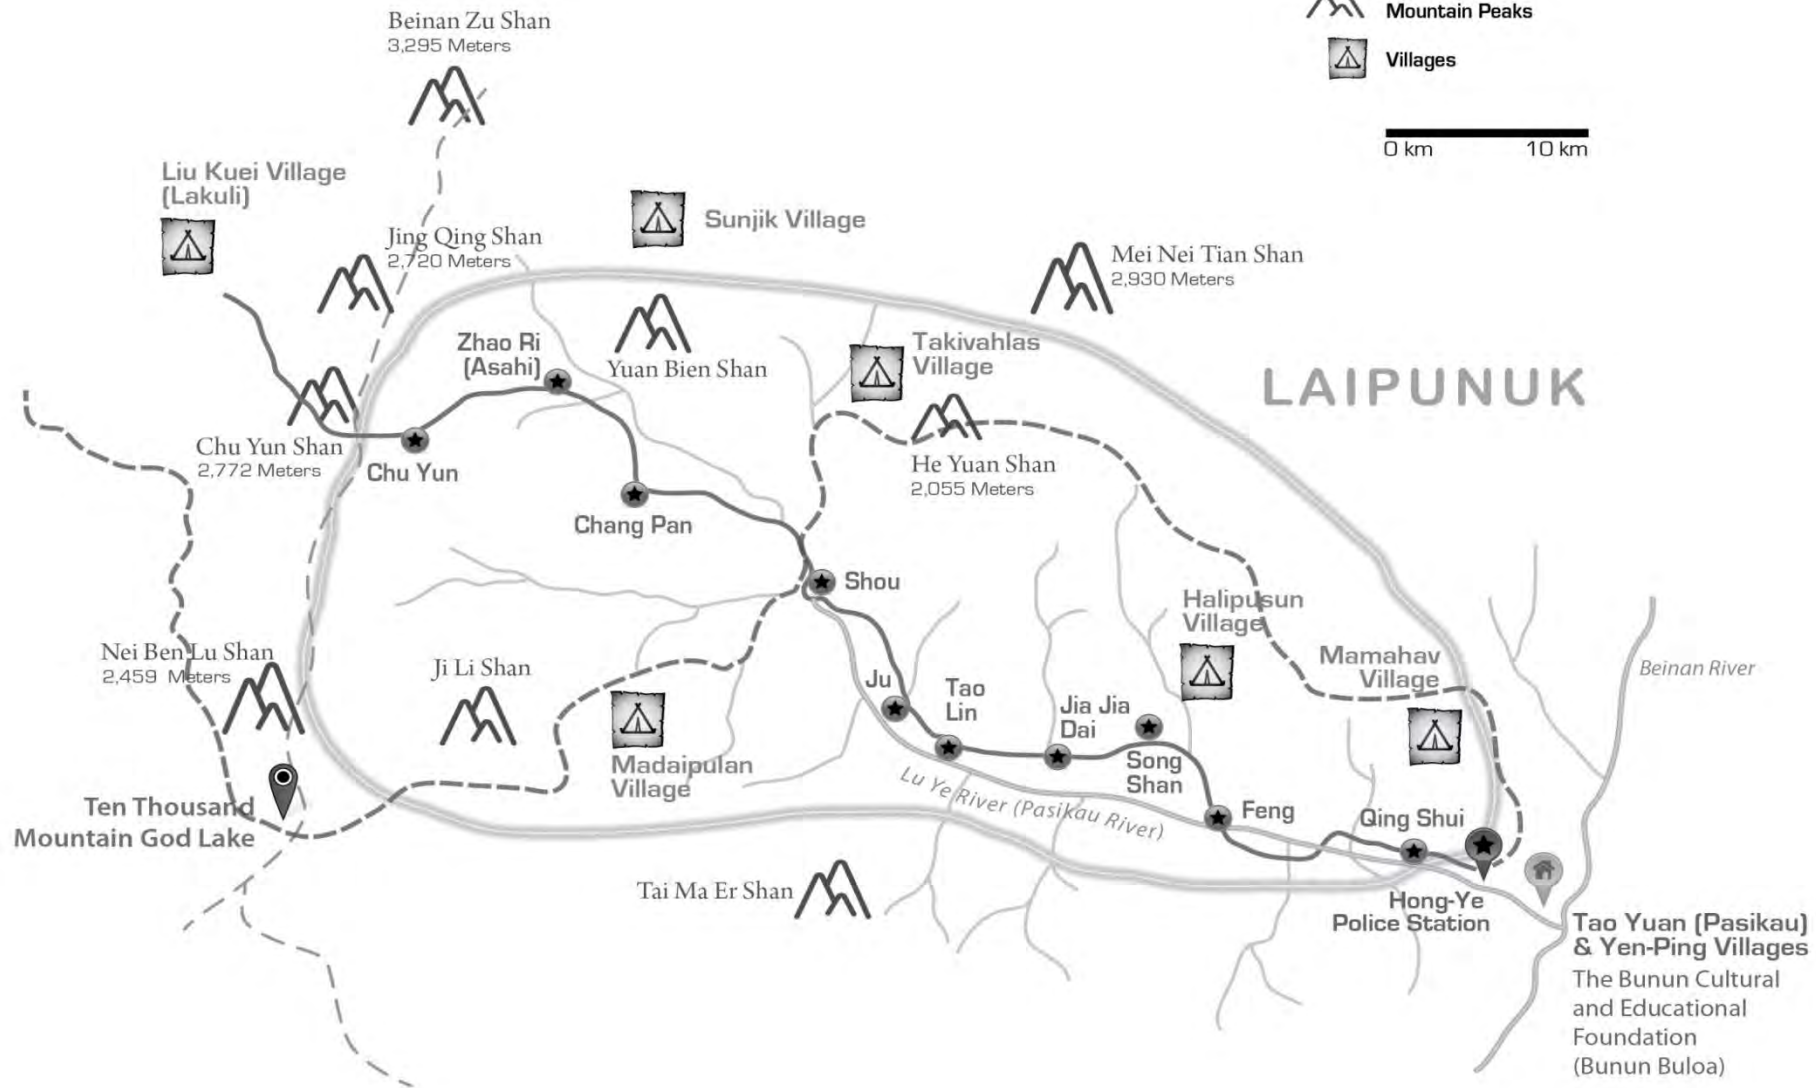 Beinan Zu Shan
3,295 Meters
Mountain Peaks
Villages
0 km
10 km
Liu Kuei Village
(Lakuli)
Sunjik Village
Jing Qing Shan
2,720 Meters
Mei Nei Tian Shan
2,930 Meters
Zhao Ri
(Asahi)
Yuan Bien Shan
Takivahlas
Village
LAIPUNUK
Chu Yun Shan
2,772 Meters
Chu Yun
He Yuan Shan
2,055 Meters
Chang Pan
Shou
Halipusun
Village
Nei Ben Lu Shan
2,459 Meters
Ji Li Shan
Mamahav
Village
Beinan River
Ju
Tao
Lin
Jia Jia
Dai
Song
Shan
Madaipulan
Village
Lu Ye River (Pasikau River)
Ten Thousand
Mountain God Lake
Feng
Qing Shui
Tai Ma Er Shan
Hong-Ye
Police Station
Tao Yuan (Pasikau)
& Yen-Ping Villages
The Bunun Cultural
and Educational
Foundation
(Bunun Buloa)